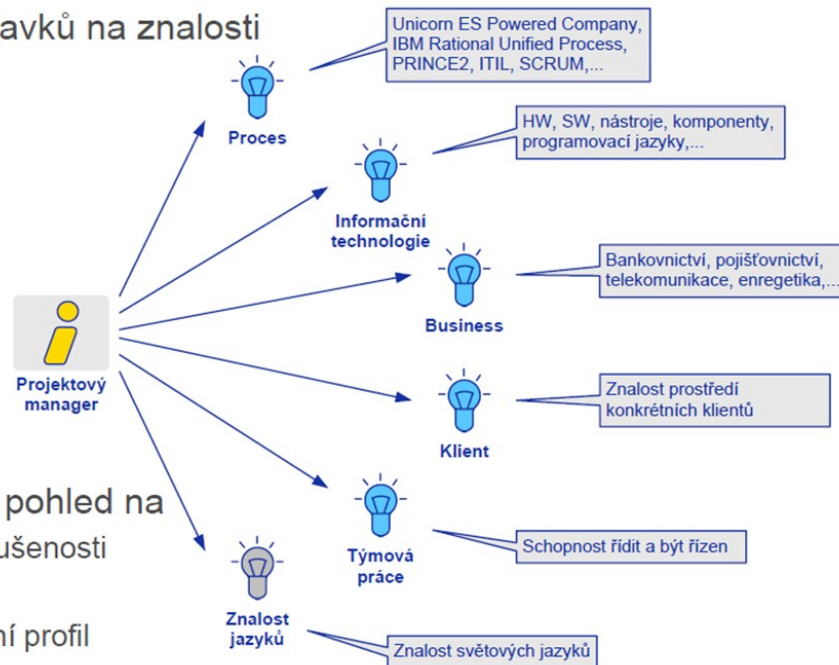 avků na znalosti
Unicorn ES Powered Company,
IBM Rational Unified Process,
PRINCE2, ITIL, SCRUM,...
Proces
HW, SW, nástroje, komponenty,
programovací jazyky,...
Informační
technologie
Bankovnictví, pojišťovnictví,
telekomunikace, enregetika,...
Business
Projektový
manager
Znalost prostředí
konkrétních klientů
Klient
pohled na
ušenosti
Týmová
práce
Schopnost řídit a být řízen
ní profil
Znalost
jazyků
Znalost světových jazyků